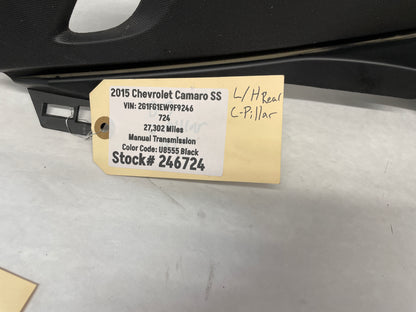 2015 Chevrolet Camaro SS
VIN: 2G1FG1EW9F9246
724
27,302 Miles
Manual Transmission
Color Code: U8555 Black
Stock# 246724
L/H Rear
C-Pillar